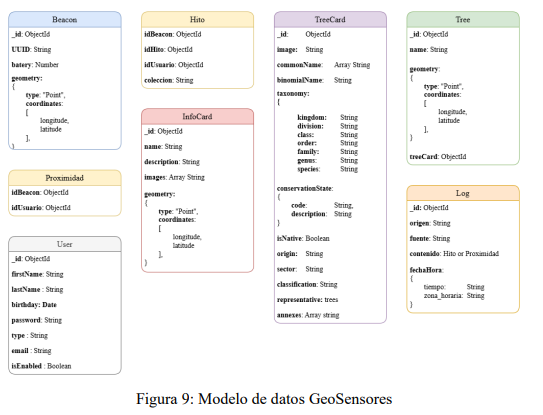 Beacon
_id: ObjectId
UUID: String
batery: Number
geometry:
{
type: "Point",
coordinates:
[
longitude,
latitude
],
}
Proximidad
idBeacon: ObjectId
idUsuario: ObjectId
User
_id: ObjectId
firstName: String
lastName : String
birthday: Date
password: String
type : String
email : String
isEnabled : Boolean
Hito
idBeacon: ObjectId
idHito: ObjectId
idUsuario: ObjectId
coleccion: String
InfoCard
_id: ObjectId
name: String
description: String
images: Array String
geometry:
{
type: "Point",
coordinates:
[
longitude,
latitude
],
}
TreeCard
_id: ObjectId
image: String
commonName: Array String
binomialName: String
taxonomy:
{
kingdom: String
division: String
class: String
order: String
family: String
genus: String
species: String
conservationState:
{
code: String,
description: String
}
isNative: Boolean
origin: String
sector: String
classification: String
representative: trees
annexes: Array string
Tree
_id: ObjectId
name: String
geometry:
{
type: "Point",
coordinates:
[
longitude,
latitude
],
}
treeCard: ObjectId
Log
_id: ObjectId
origen: String
fuente: String
contenido: Hito or Proximidad
fechaHora:
{
tiempo: String
zona_horaria: String
}
Figura 9: Modelo de datos GeoSensores